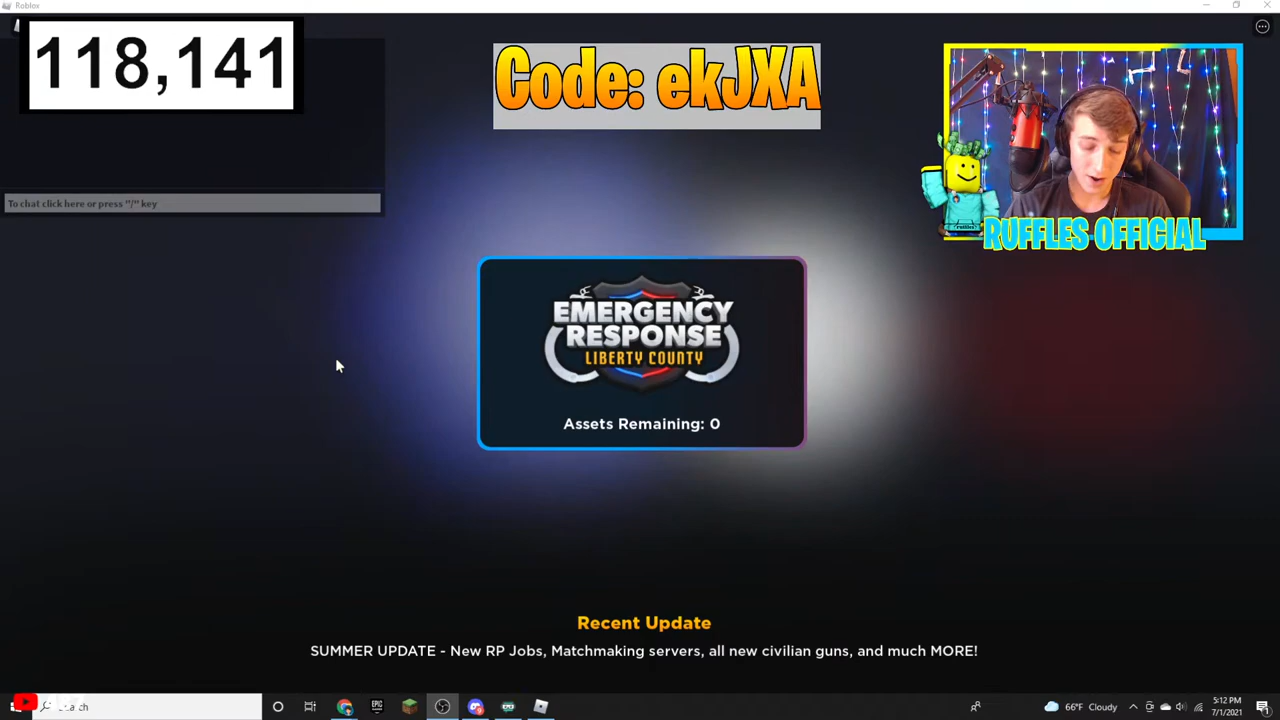 Roblox
118,141
Code: ekJXA
To chat click here or press "/" key
RUFFLES OFFICIAL
EMERGENCY
RESPONSE
LIBERTY COUNTY
Assets Remaining: 0
Recent Update
SUMMER UPDATE - New RP Jobs, Matchmaking servers, all new civilian guns, and much MORE!
EPIC
66°F Cloudy
5:12 PM
7/1/2021